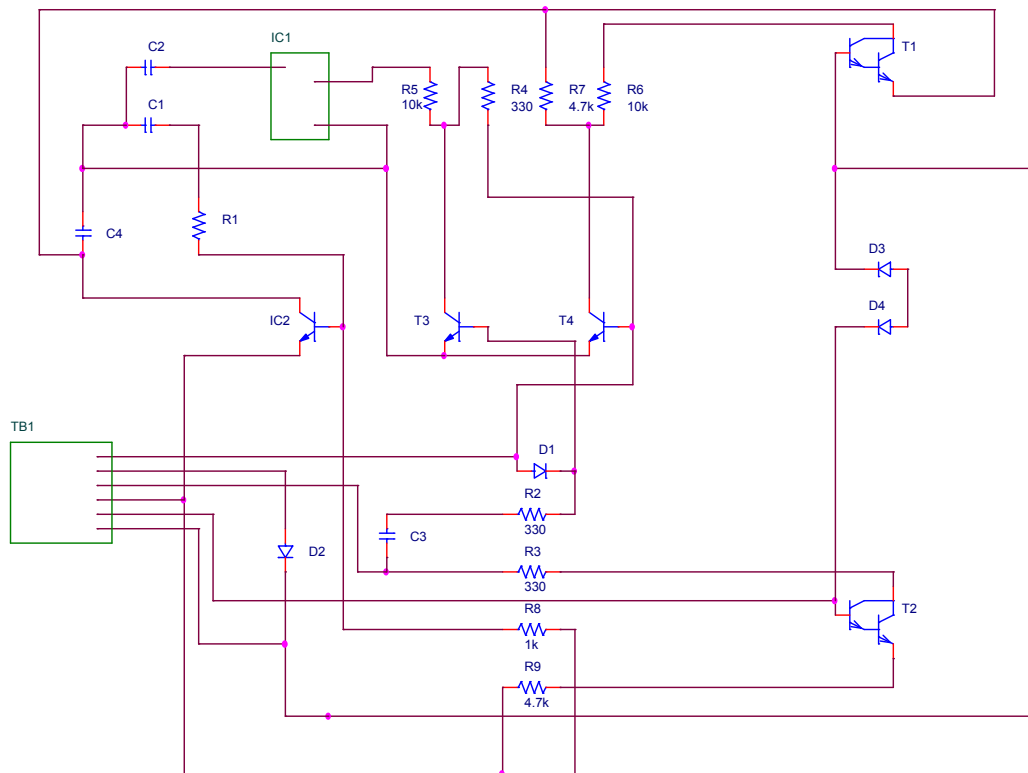 IC1
C2
T1
R5
10k
R4
330
R7
4.7k
R6
10k
C1
R1
C4
D3
D4
IC2
T3
T4
TB1
D1
R2
330
C3
D2
R3
330
R8
1k
T2
R9
4.7k